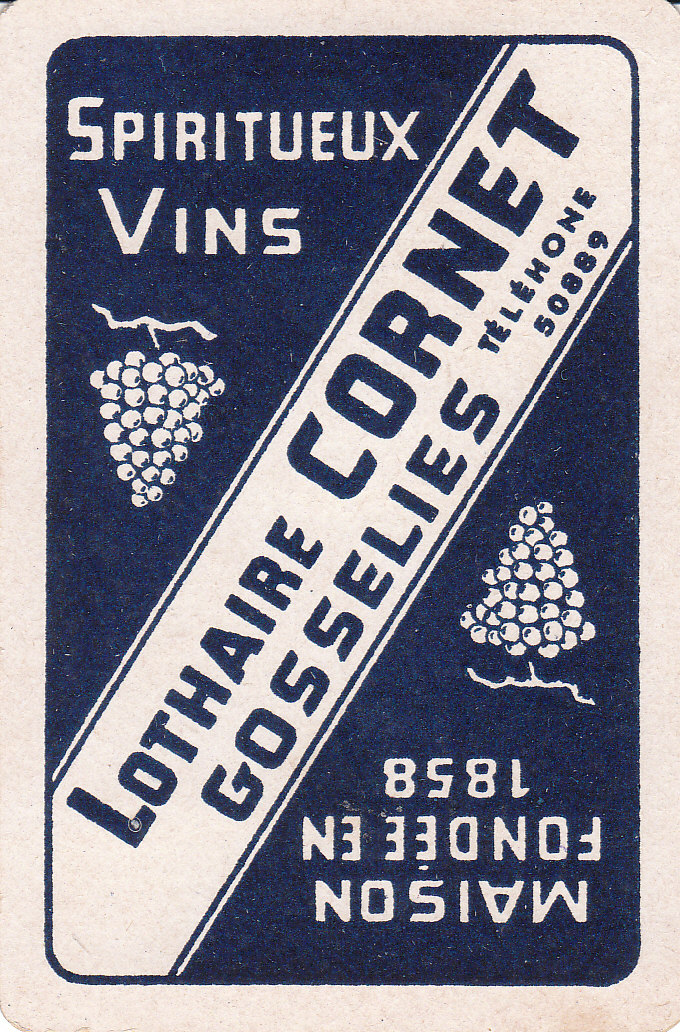 SPIRITUEUX
VINS
LOTHAIRE CORNET
GOSSELIES
TÉLÉHONE
50889
MAISON
FONDÉE EN
1858